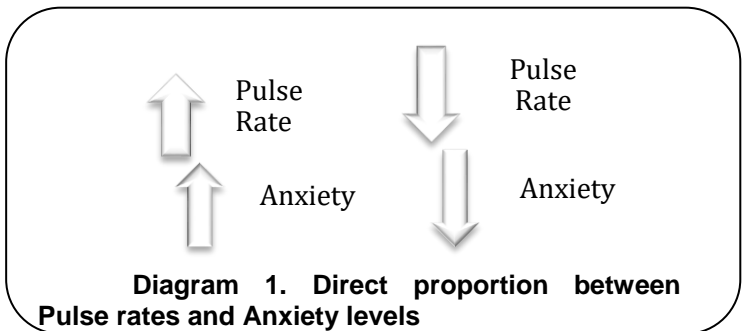 Pulse
Rate
Anxiety
Pulse
Rate
Anxiety
Diagram 1. Direct proportion between
Pulse rates and Anxiety levels